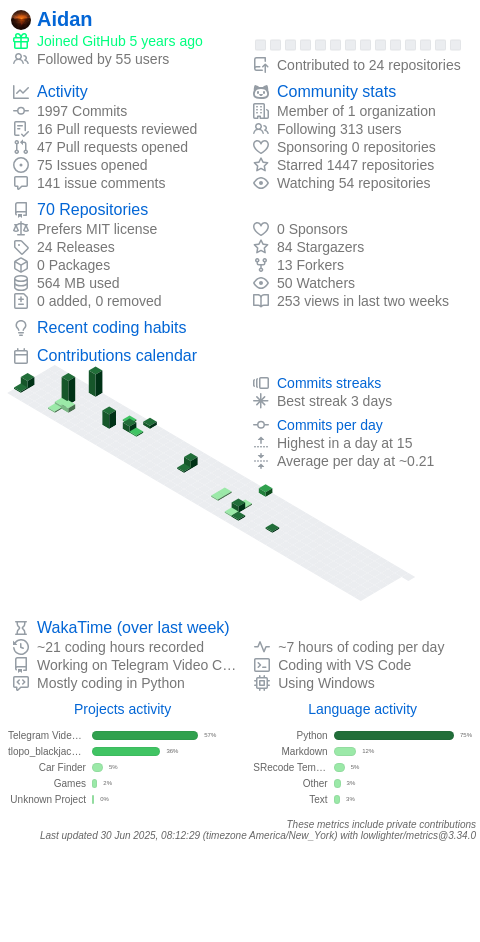 Aidan
Joined GitHub 5 years ago
Followed by 55 users
Contributed to 24 repositories
Activity
1997 Commits
16 Pull requests reviewed
47 Pull requests opened
75 Issues opened
141 issue comments
Community stats
Member of 1 organization
Following 313 users
Sponsoring 0 repositories
Starred 1447 repositories
Watching 54 repositories
70 Repositories
Prefers MIT license
24 Releases
0 Packages
564 MB used
0 added, 0 removed
0 Sponsors
84 Stargazers
13 Forkers
50 Watchers
253 views in last two weeks
Recent coding habits
Contributions calendar
Commits streaks
Best streak 3 days
Commits per day
Highest in a day at 15
Average per day at ~0.21
WakaTime (over last week)
~21 coding hours recorded
Working on Telegram Video C…
Mostly coding in Python
~7 hours of coding per day
Coding with VS Code
Using Windows
Projects activity
Telegram Vide… 57%
tlopo_blackjac… 36%
Car Finder 5%
Games 2%
Unknown Project 0%
Language activity
Python 75%
Markdown 12%
SRecode Tem… 5%
Other 3%
Text 3%
These metrics include private contributions
Last updated 30 Jun 2025, 08:12:29 (timezone America/New_York) with lowlighter/metrics@3.34.0